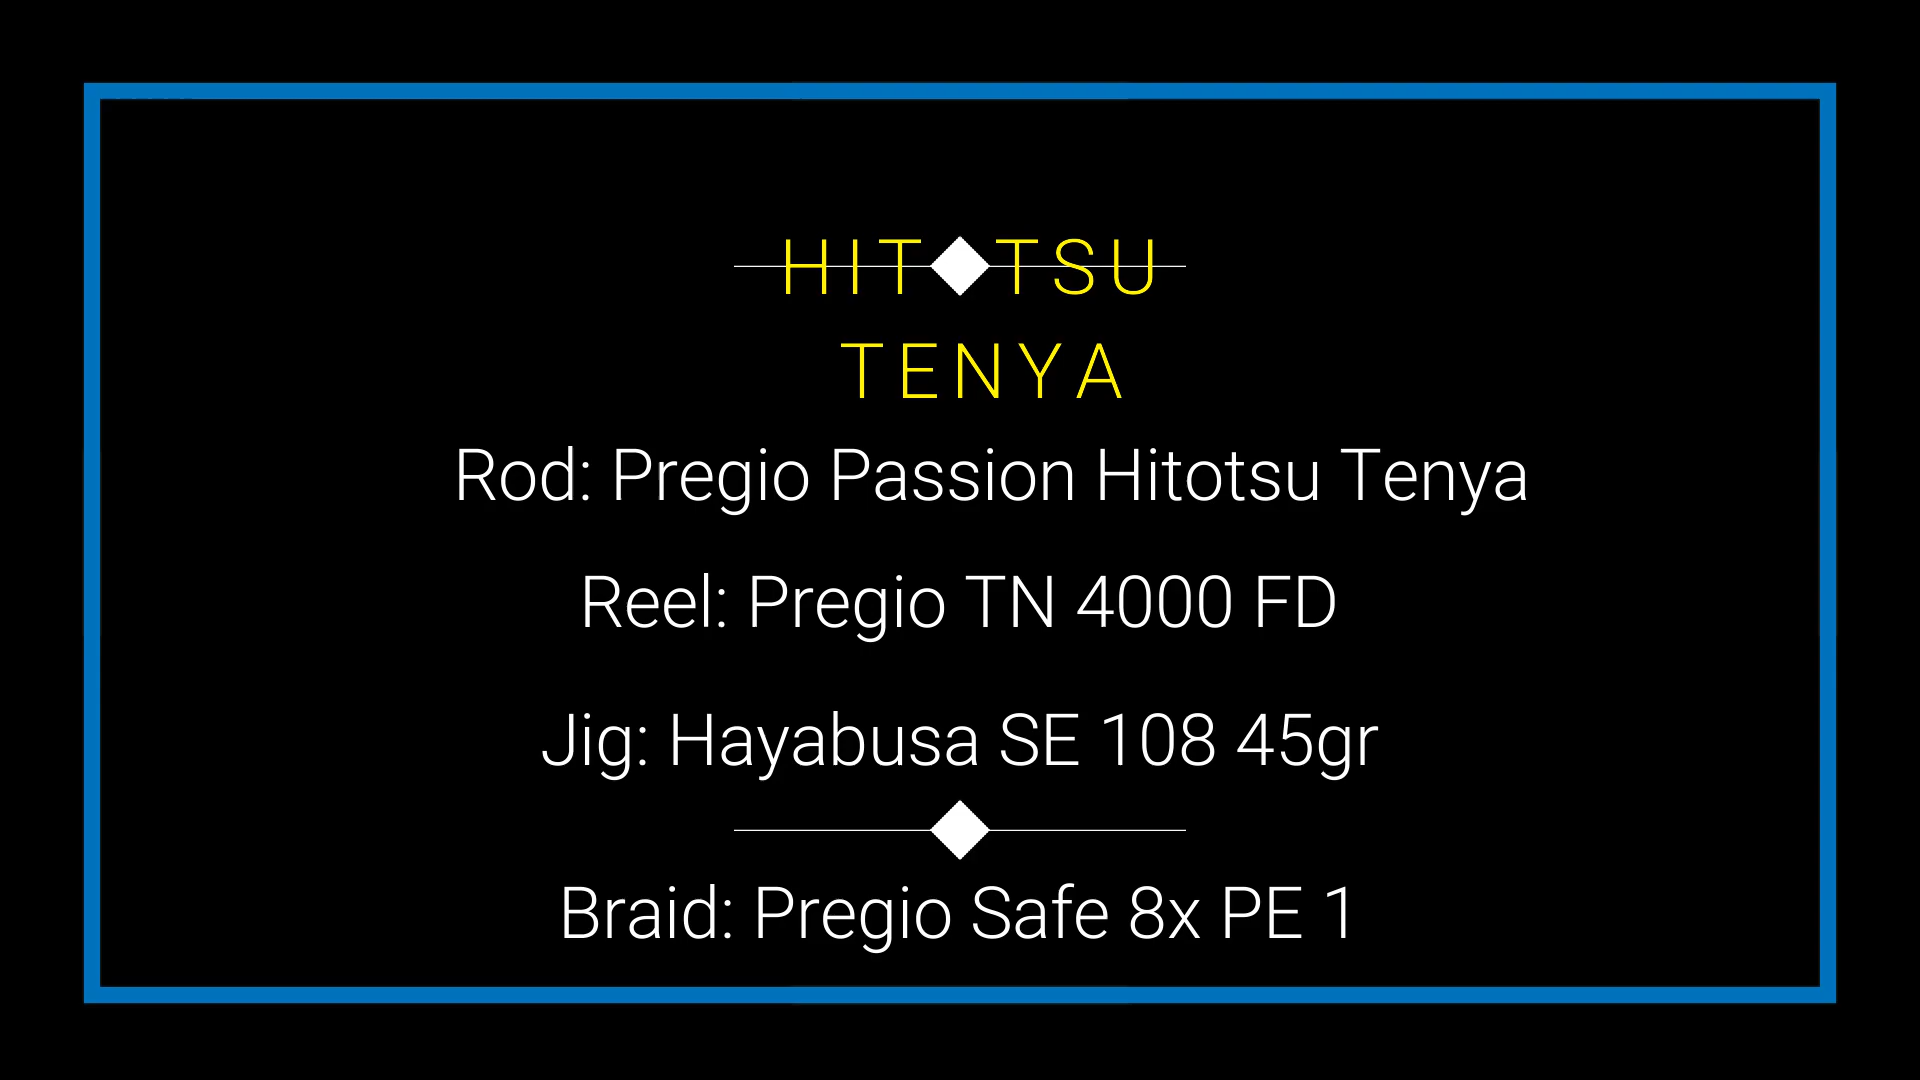 HITOTSU
TENYA
Rod: Pregio Passion Hitotsu Tenya
Reel: Pregio TN 4000 FD
Jig: Hayabusa SE 108 45gr
Braid: Pregio Safe 8x PE 1